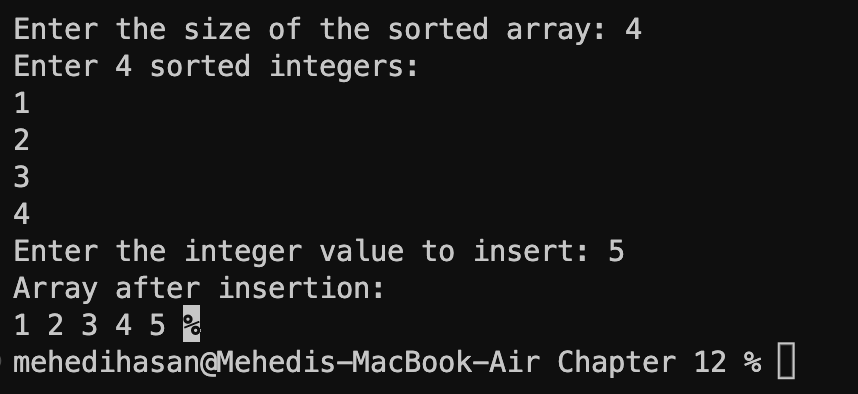 Enter the size of the sorted array: 4
Enter 4 sorted integers:
1
2
3
4
Enter the integer value to insert: 5
Array after insertion:
1 2 3 4 5 %
mehedihasan@Mehedis-MacBook-Air Chapter 12 %